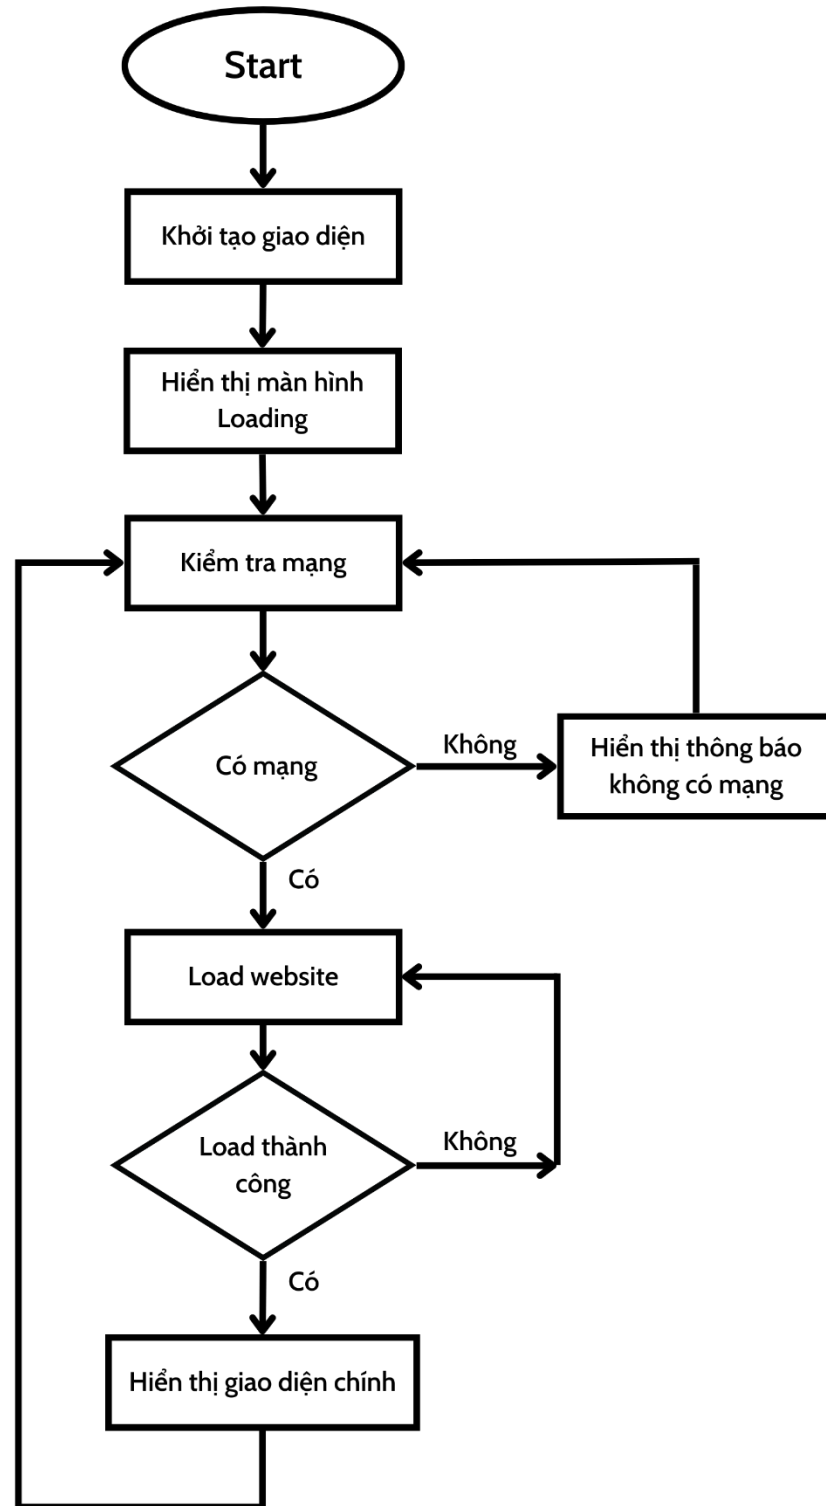 Start
Khởi tạo giao diện
Hiển thị màn hình
Loading
Kiểm tra mạng
Có mạng
Không
Hiển thị thông báo
không có mạng
Có
Load website
Load thành
công
Không
Có
Hiển thị giao diện chính